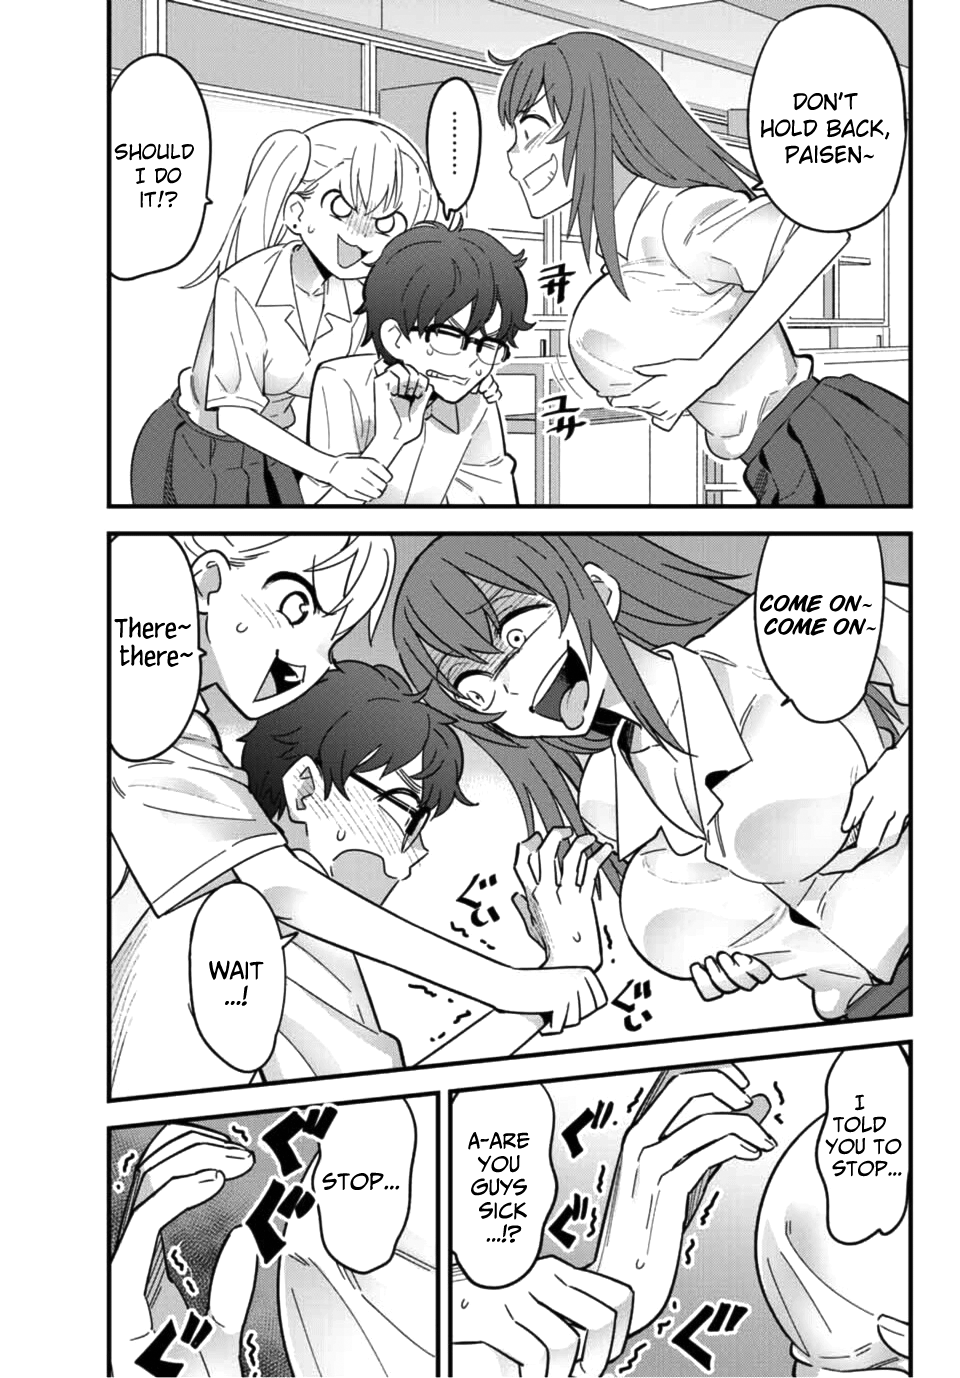 DON'T
HOLD BACK,
PAISEN~
.........
SHOULD
I DO
IT!?
COME ON~
COME ON~
There~
there~
WAIT
...!
I
TOLD
YOU TO
STOP...
A-ARE
YOU
GUYS
SICK
...!?
STOP...